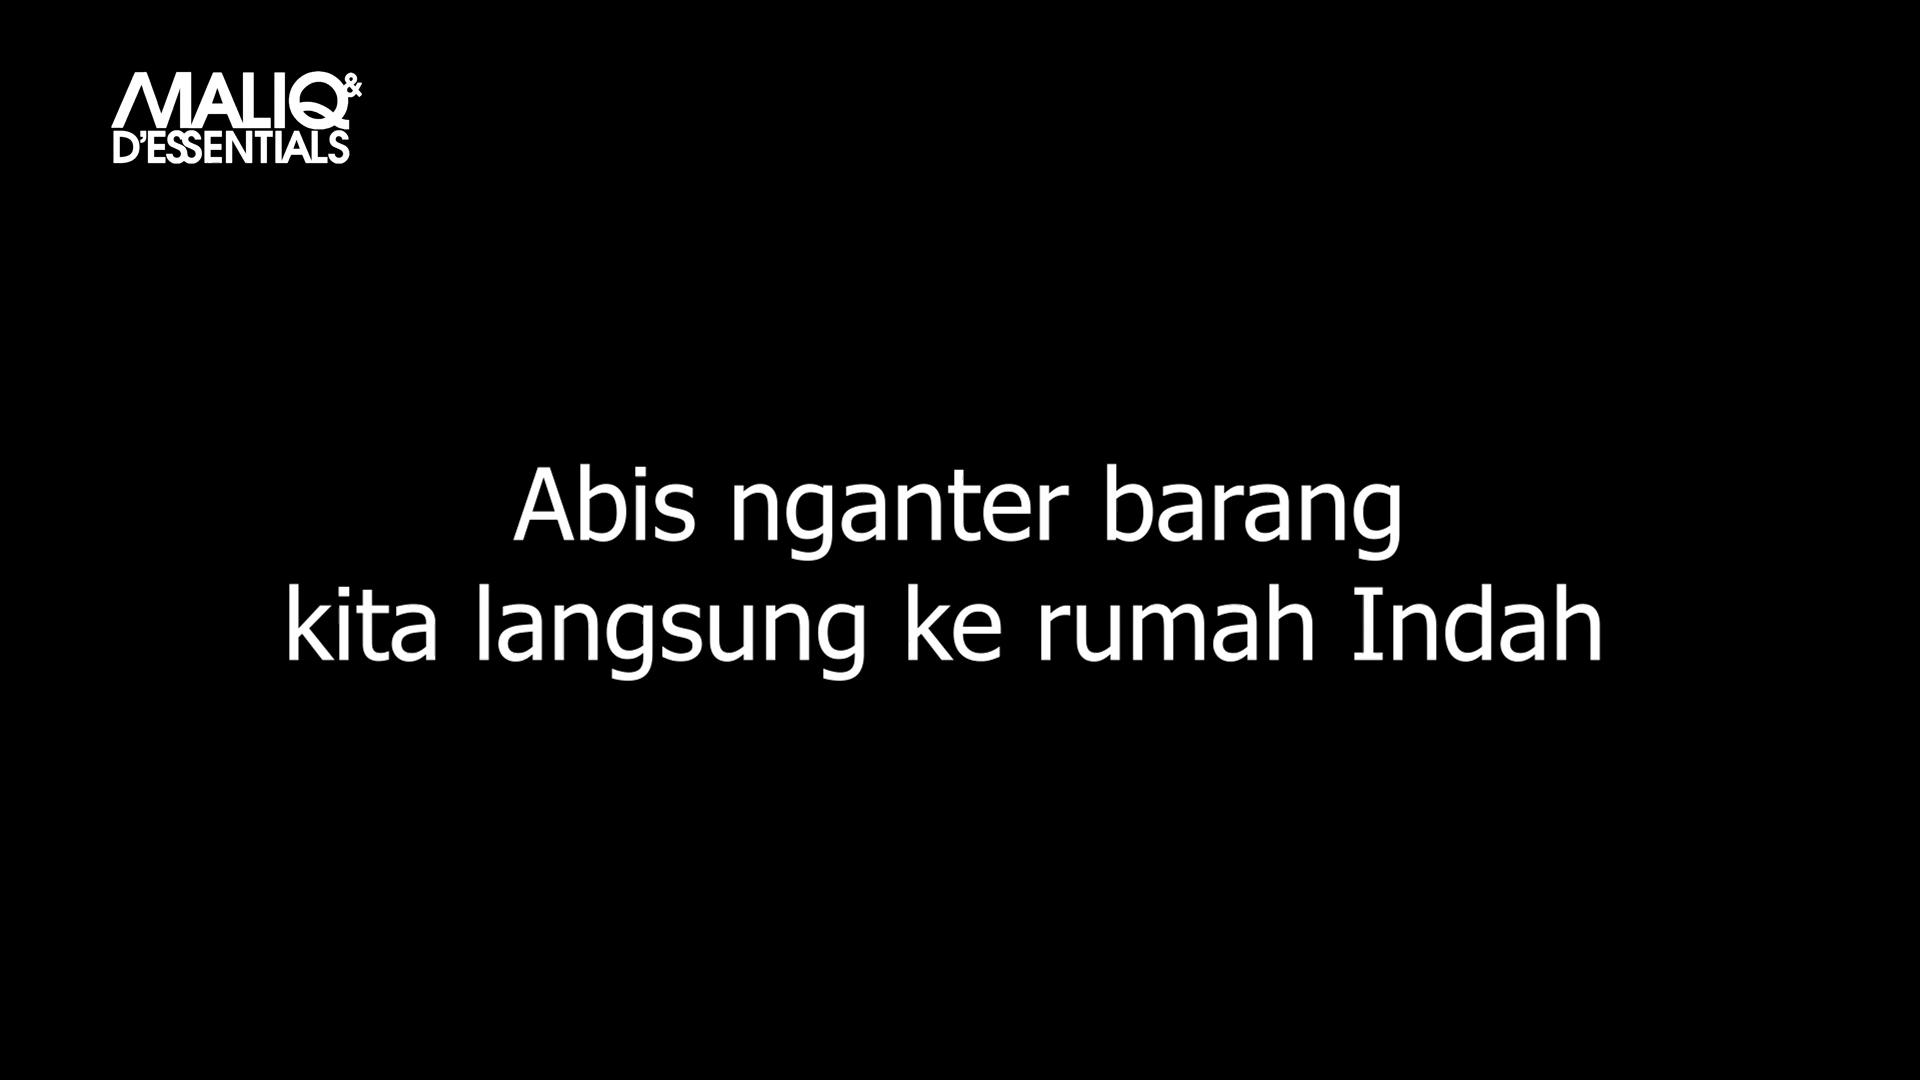 MALIQ &
D'ESSENTIALS
Abis nganter barang
kita langsung ke rumah Indah